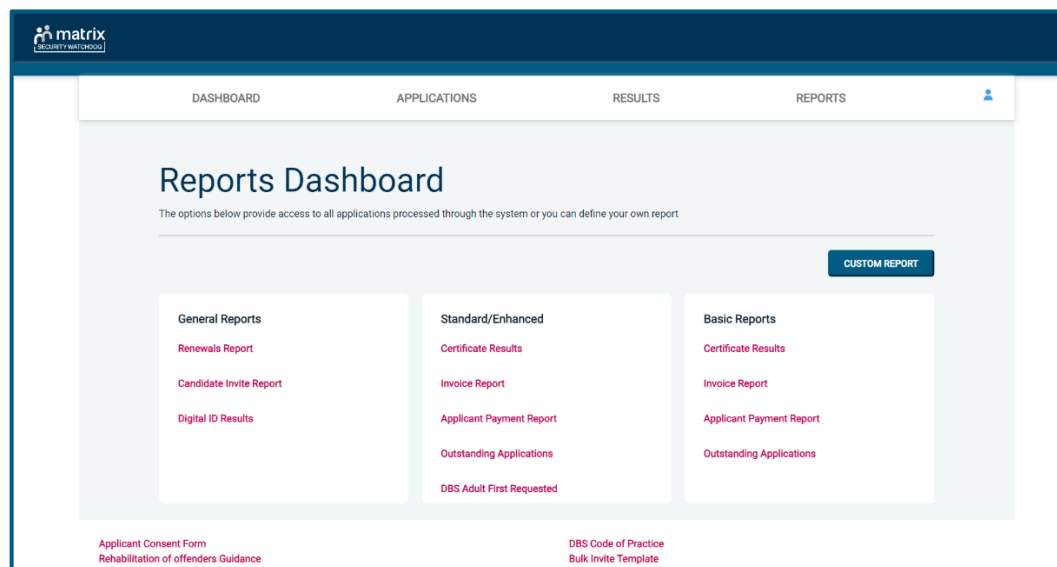 matrix
SECURITY WATCHDOG
DASHBOARD
APPLICATIONS
RESULTS
REPORTS
Reports Dashboard
The options below provide access to all applications processed through the system or you can define your own report
CUSTOM REPORT
General Reports
Renewals Report
Candidate Invite Report
Digital ID Results
Standard/Enhanced
Certificate Results
Invoice Report
Applicant Payment Report
Outstanding Applications
DBS Adult First Requested
Basic Reports
Certificate Results
Invoice Report
Applicant Payment Report
Outstanding Applications
Applicant Consent Form
Rehabilitation of offenders Guidance
DBS Code of Practice
Bulk Invite Template